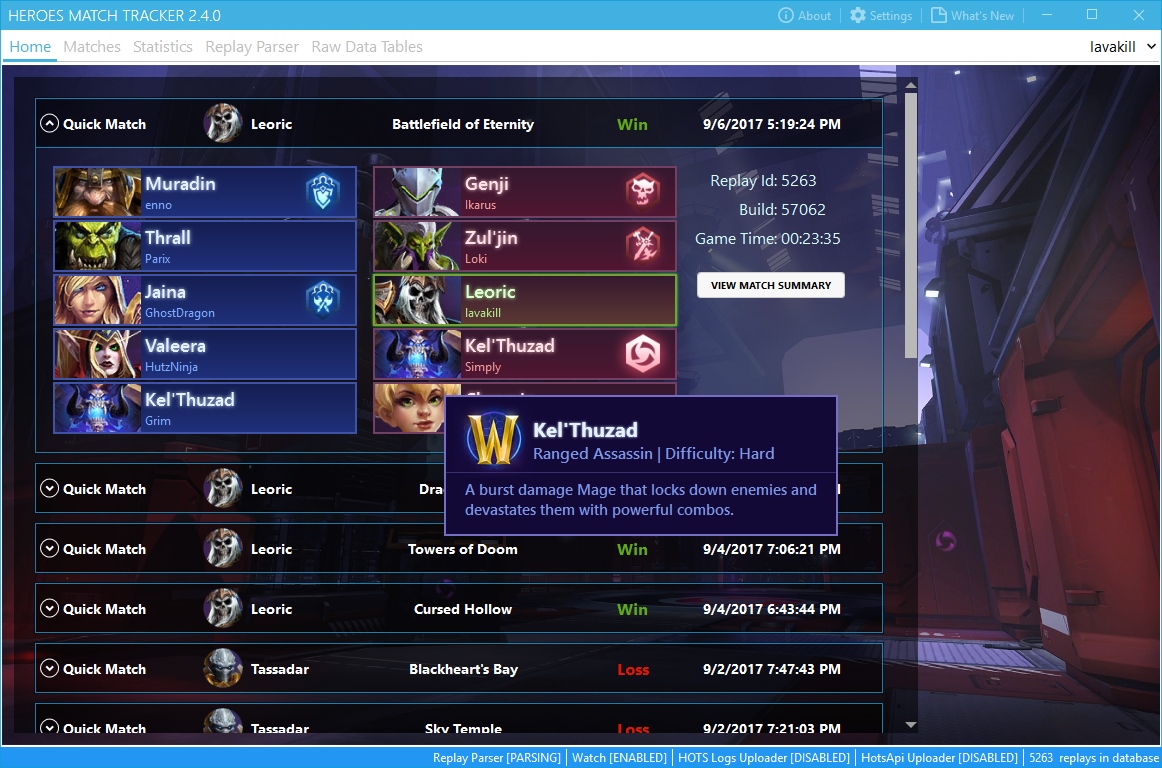 HEROES MATCH TRACKER 2.4.0
About
Settings
What's New
Home Matches Statistics Replay Parser Raw Data Tables
lavakill
Quick Match Leoric Battlefield of Eternity Win 9/6/2017 5:19:24 PM
Muradin
enno
Thrall
Parix
Jaina
GhostDragon
Valeera
HutzNinja
Kel'Thuzad
Grim
Genji
Ikarus
Zul'jin
Loki
Leoric
lavakill
Kel'Thuzad
Simply
Replay Id: 5263
Build: 57062
Game Time: 00:23:35
VIEW MATCH SUMMARY
Kel'Thuzad
Ranged Assassin | Difficulty: Hard
A burst damage Mage that locks down enemies and
devastates them with powerful combos.
Quick Match Leoric
Quick Match Leoric Towers of Doom Win 9/4/2017 7:06:21 PM
Quick Match Leoric Cursed Hollow Win 9/4/2017 6:43:44 PM
Quick Match Tassadar Blackheart's Bay Loss 9/2/2017 7:47:43 PM
Quick Match Tassadar Sky Temple Loss 9/2/2017 7:21:03 PM
Replay Parser [PARSING] Watch [ENABLED] HOTS Logs Uploader [DISABLED] HotsApi Uploader [DISABLED] 5263 replays in database